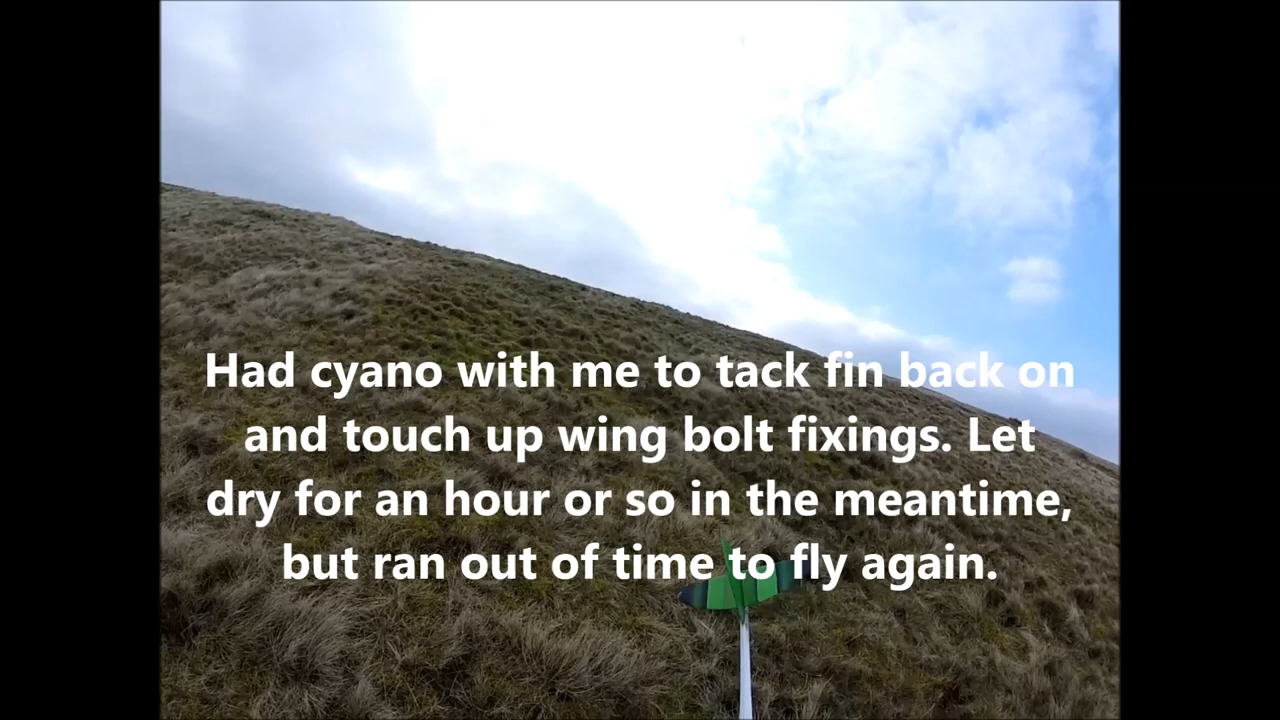 Had cyano with me to tack fin back on
and touch up wing bolt fixings. Let
dry for an hour or so in the meantime,
but ran out of time to fly again.